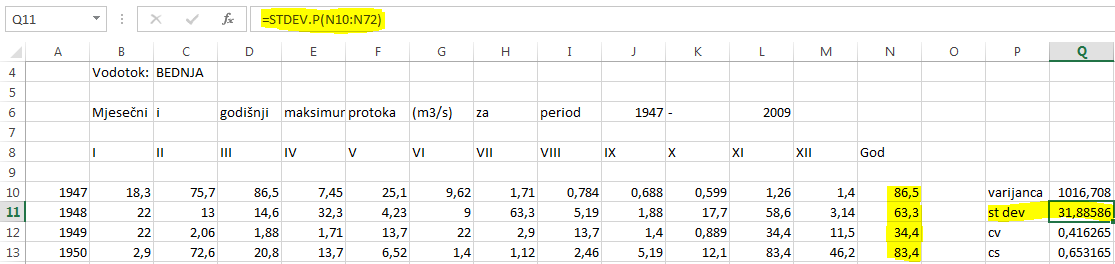 Q11 fx =STDEV.P(N10:N72)
A B C D E F G H I J K L M N O P Q
4 Vodotok: BEDNJA
5
6 Mjesečni i godišnji maksimur protoka (m3/s) za period 1947 - 2009
7
8 I II III IV V VI VII VIII IX X XI XII God
9
10 1947 18,3 75,7 86,5 7,45 25,1 9,62 1,71 0,784 0,688 0,599 1,26 1,4 86,5 varijanca 1016,708
11 1948 22 13 14,6 32,3 4,23 9 63,3 5,19 1,88 17,7 58,6 3,14 63,3 st dev 31,88586
12 1949 22 2,06 1,88 1,71 13,7 22 2,9 13,7 1,4 0,889 34,4 11,5 34,4 cv 0,416265
13 1950 2,9 72,6 20,8 13,7 6,52 1,4 1,12 2,46 5,19 12,1 83,4 46,2 83,4 cs 0,653165